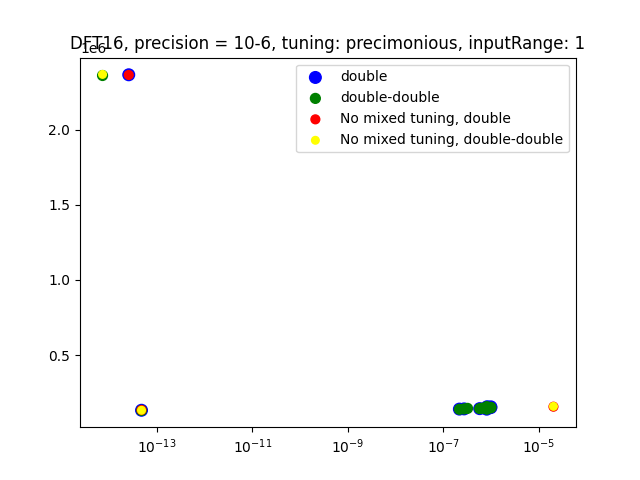 DFT16, precision = 10-6, tuning: precimonious, inputRange: 1
1e6
double
double-double
No mixed tuning, double
No mixed tuning, double-double
2.0
1.5
1.0
0.5
10⁻¹³ 10⁻¹¹ 10⁻⁹ 10⁻⁷ 10⁻⁵